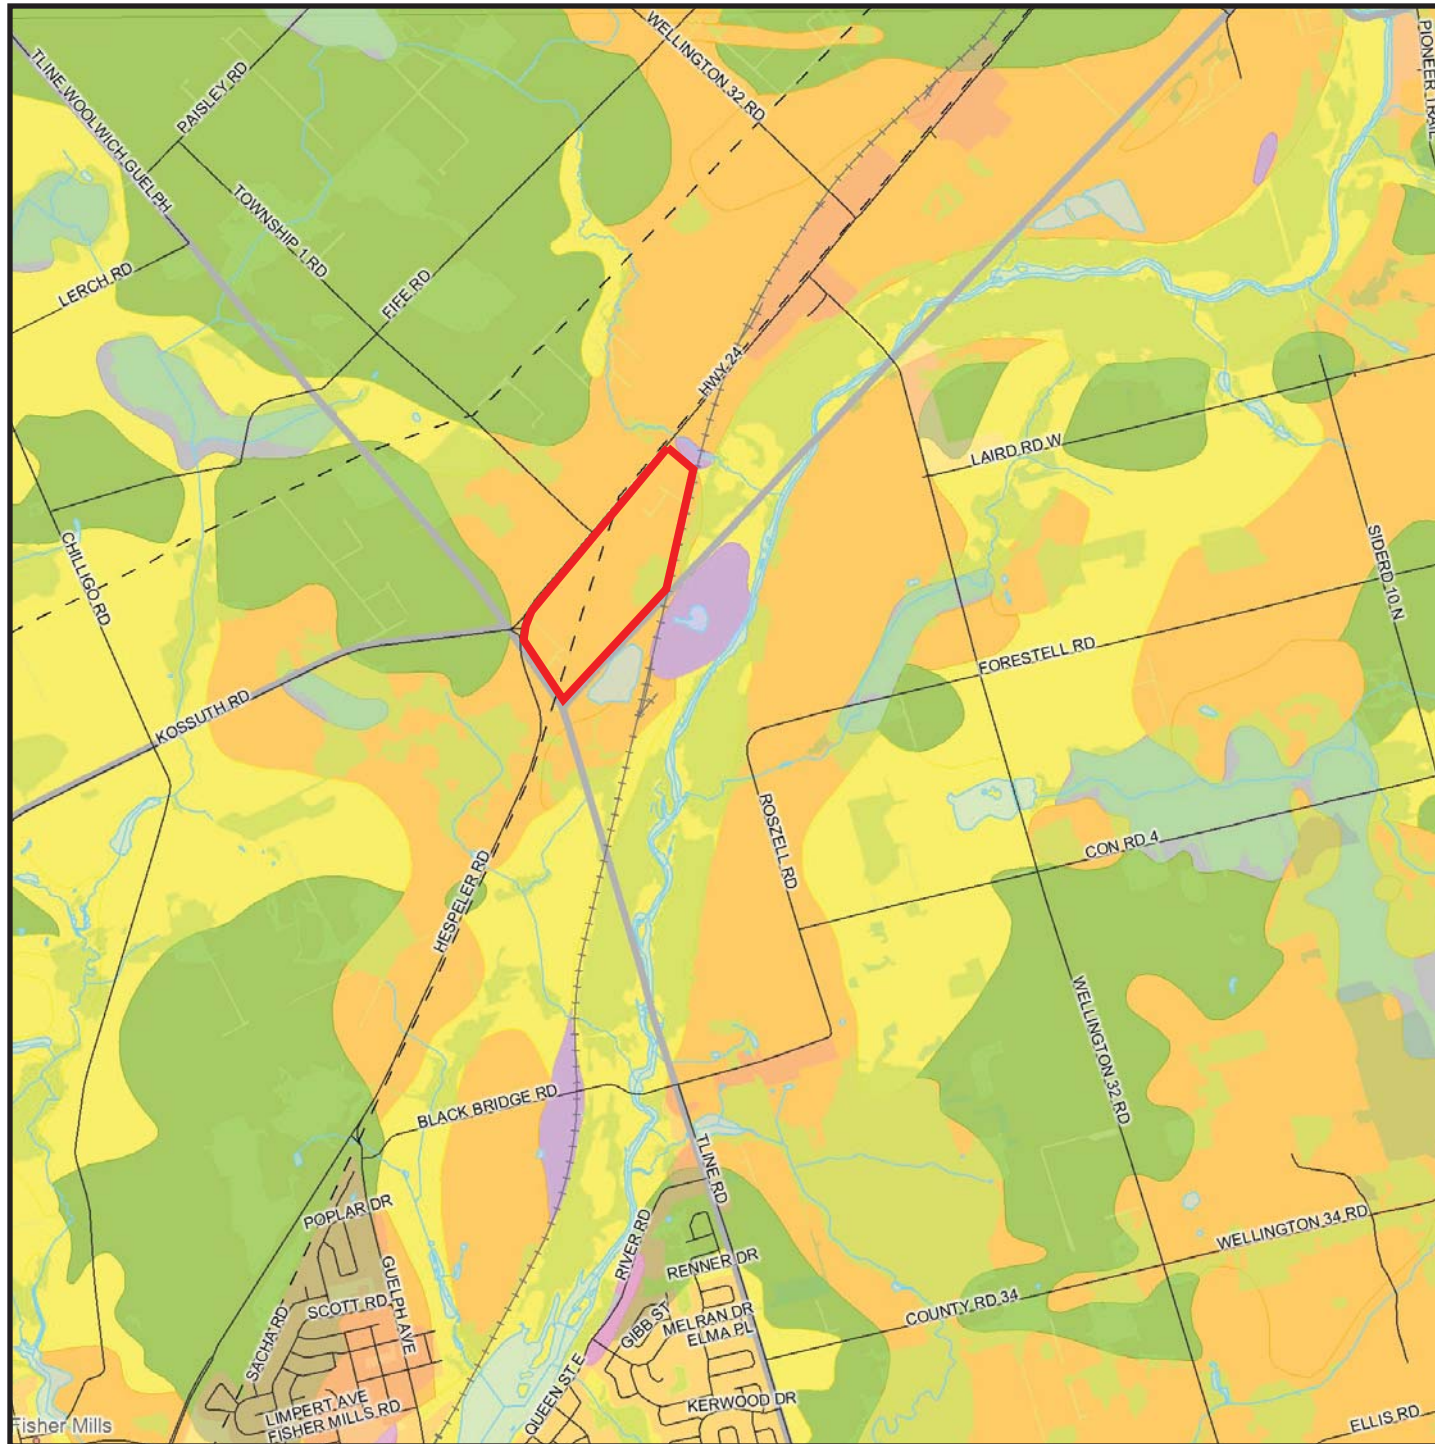 TLINE WOOLWICH GUELPH
PAISLEY RD
WELLINGTON 32 RD
PIONEER TRAIL
TOWNSHIP 1 RD
LERCH RD
FIFE RD
HWY 24
LAIRD RD W
CHILLIGO RD
SIDERD 10 N
FORESTELL RD
KOSSUTH RD
ROSZELL RD
CON RD 4
HESPELER RD
WELLINGTON 32 RD
BLACK BRIDGE RD
TLINE RD
POPLAR DR
RIVER RD
WELLINGTON 34 RD
RENNER DR
GUELPH AVE
SCOTT RD
SACHA RD
GIBB ST
MELRAN DR
ELMA PL
COUNTY RD 34
QUEEN ST E
KERWOOD DR
LIMPERT AVE
FISHER MILLS RD
ELLIS RD
Fisher Mills